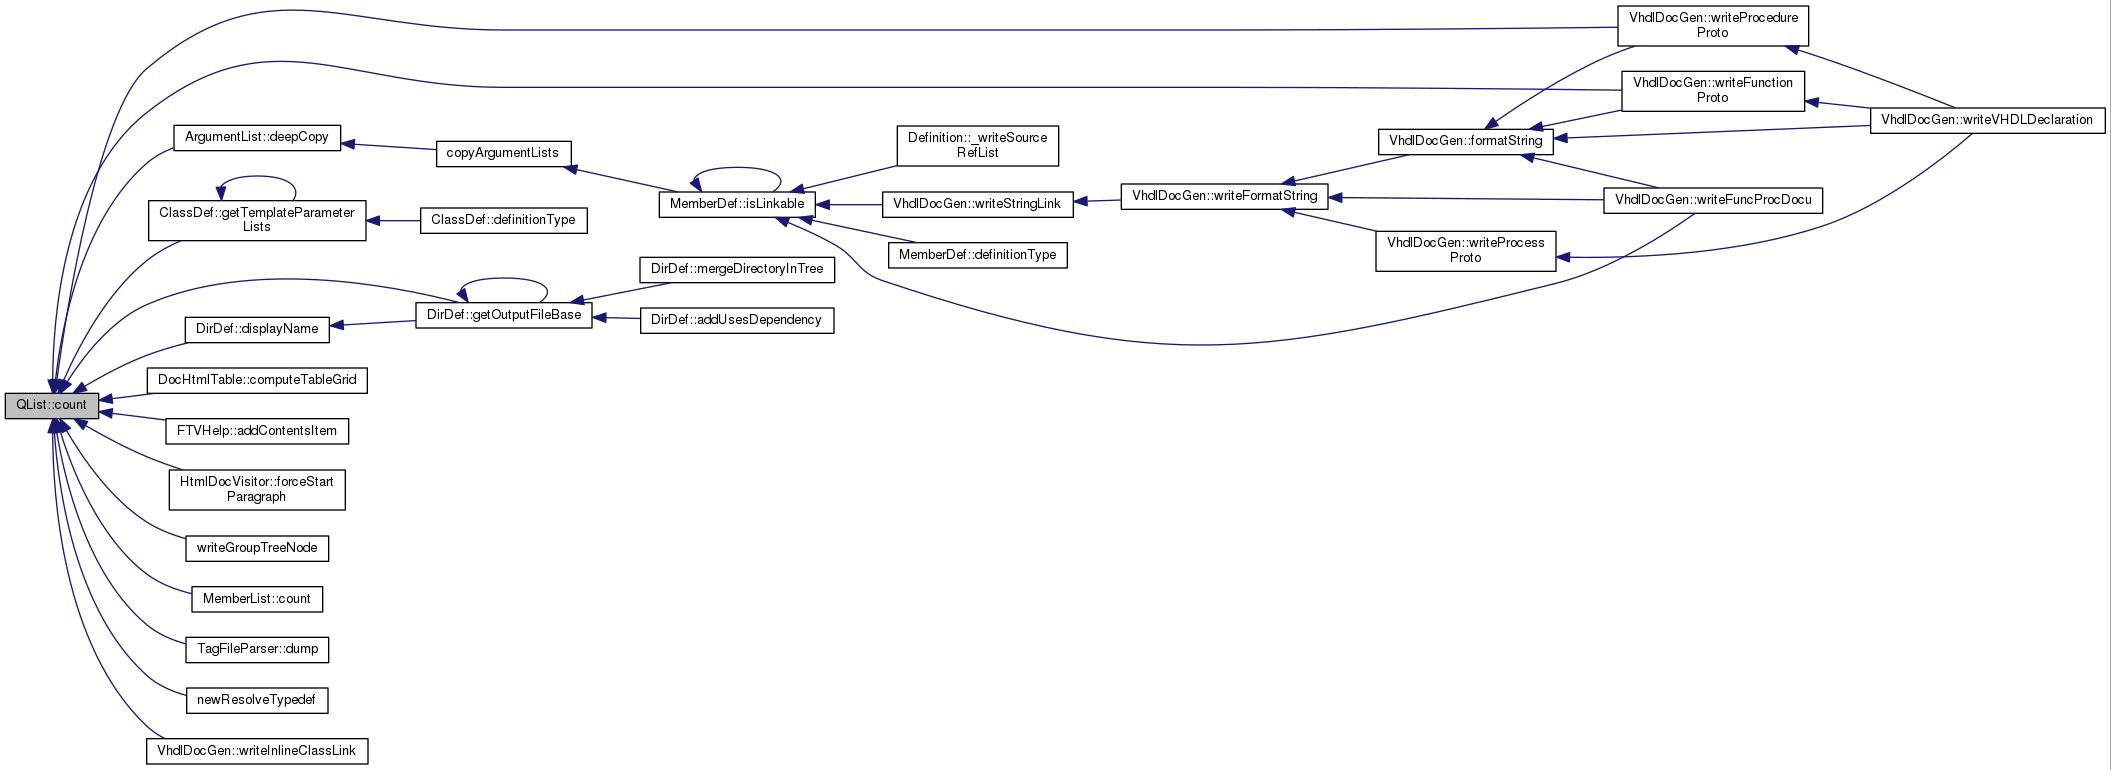 VhdlDocGen::writeProcedure
Proto
VhdlDocGen::writeFunction
Proto
VhdlDocGen::writeVHDLDeclaration
ArgumentList::deepCopy
copyArgumentLists
Definition::_writeSource
RefList
VhdlDocGen::formatString
MemberDef::isLinkable
VhdlDocGen::writeStringLink
VhdlDocGen::writeFormatString
VhdlDocGen::writeFuncProcDocu
ClassDef::getTemplateParameter
Lists
ClassDef::definitionType
MemberDef::definitionType
VhdlDocGen::writeProcess
Proto
DirDef::mergeDirectoryInTree
DirDef::getOutputFileBase
DirDef::addUsesDependency
DirDef::displayName
DocHtmlTable::computeTableGrid
QList::count
FTVHelp::addContentsItem
HtmlDocVisitor::forceStart
Paragraph
writeGroupTreeNode
MemberList::count
TagFileParser::dump
newResolveTypedef
VhdlDocGen::writeInlineClassLink